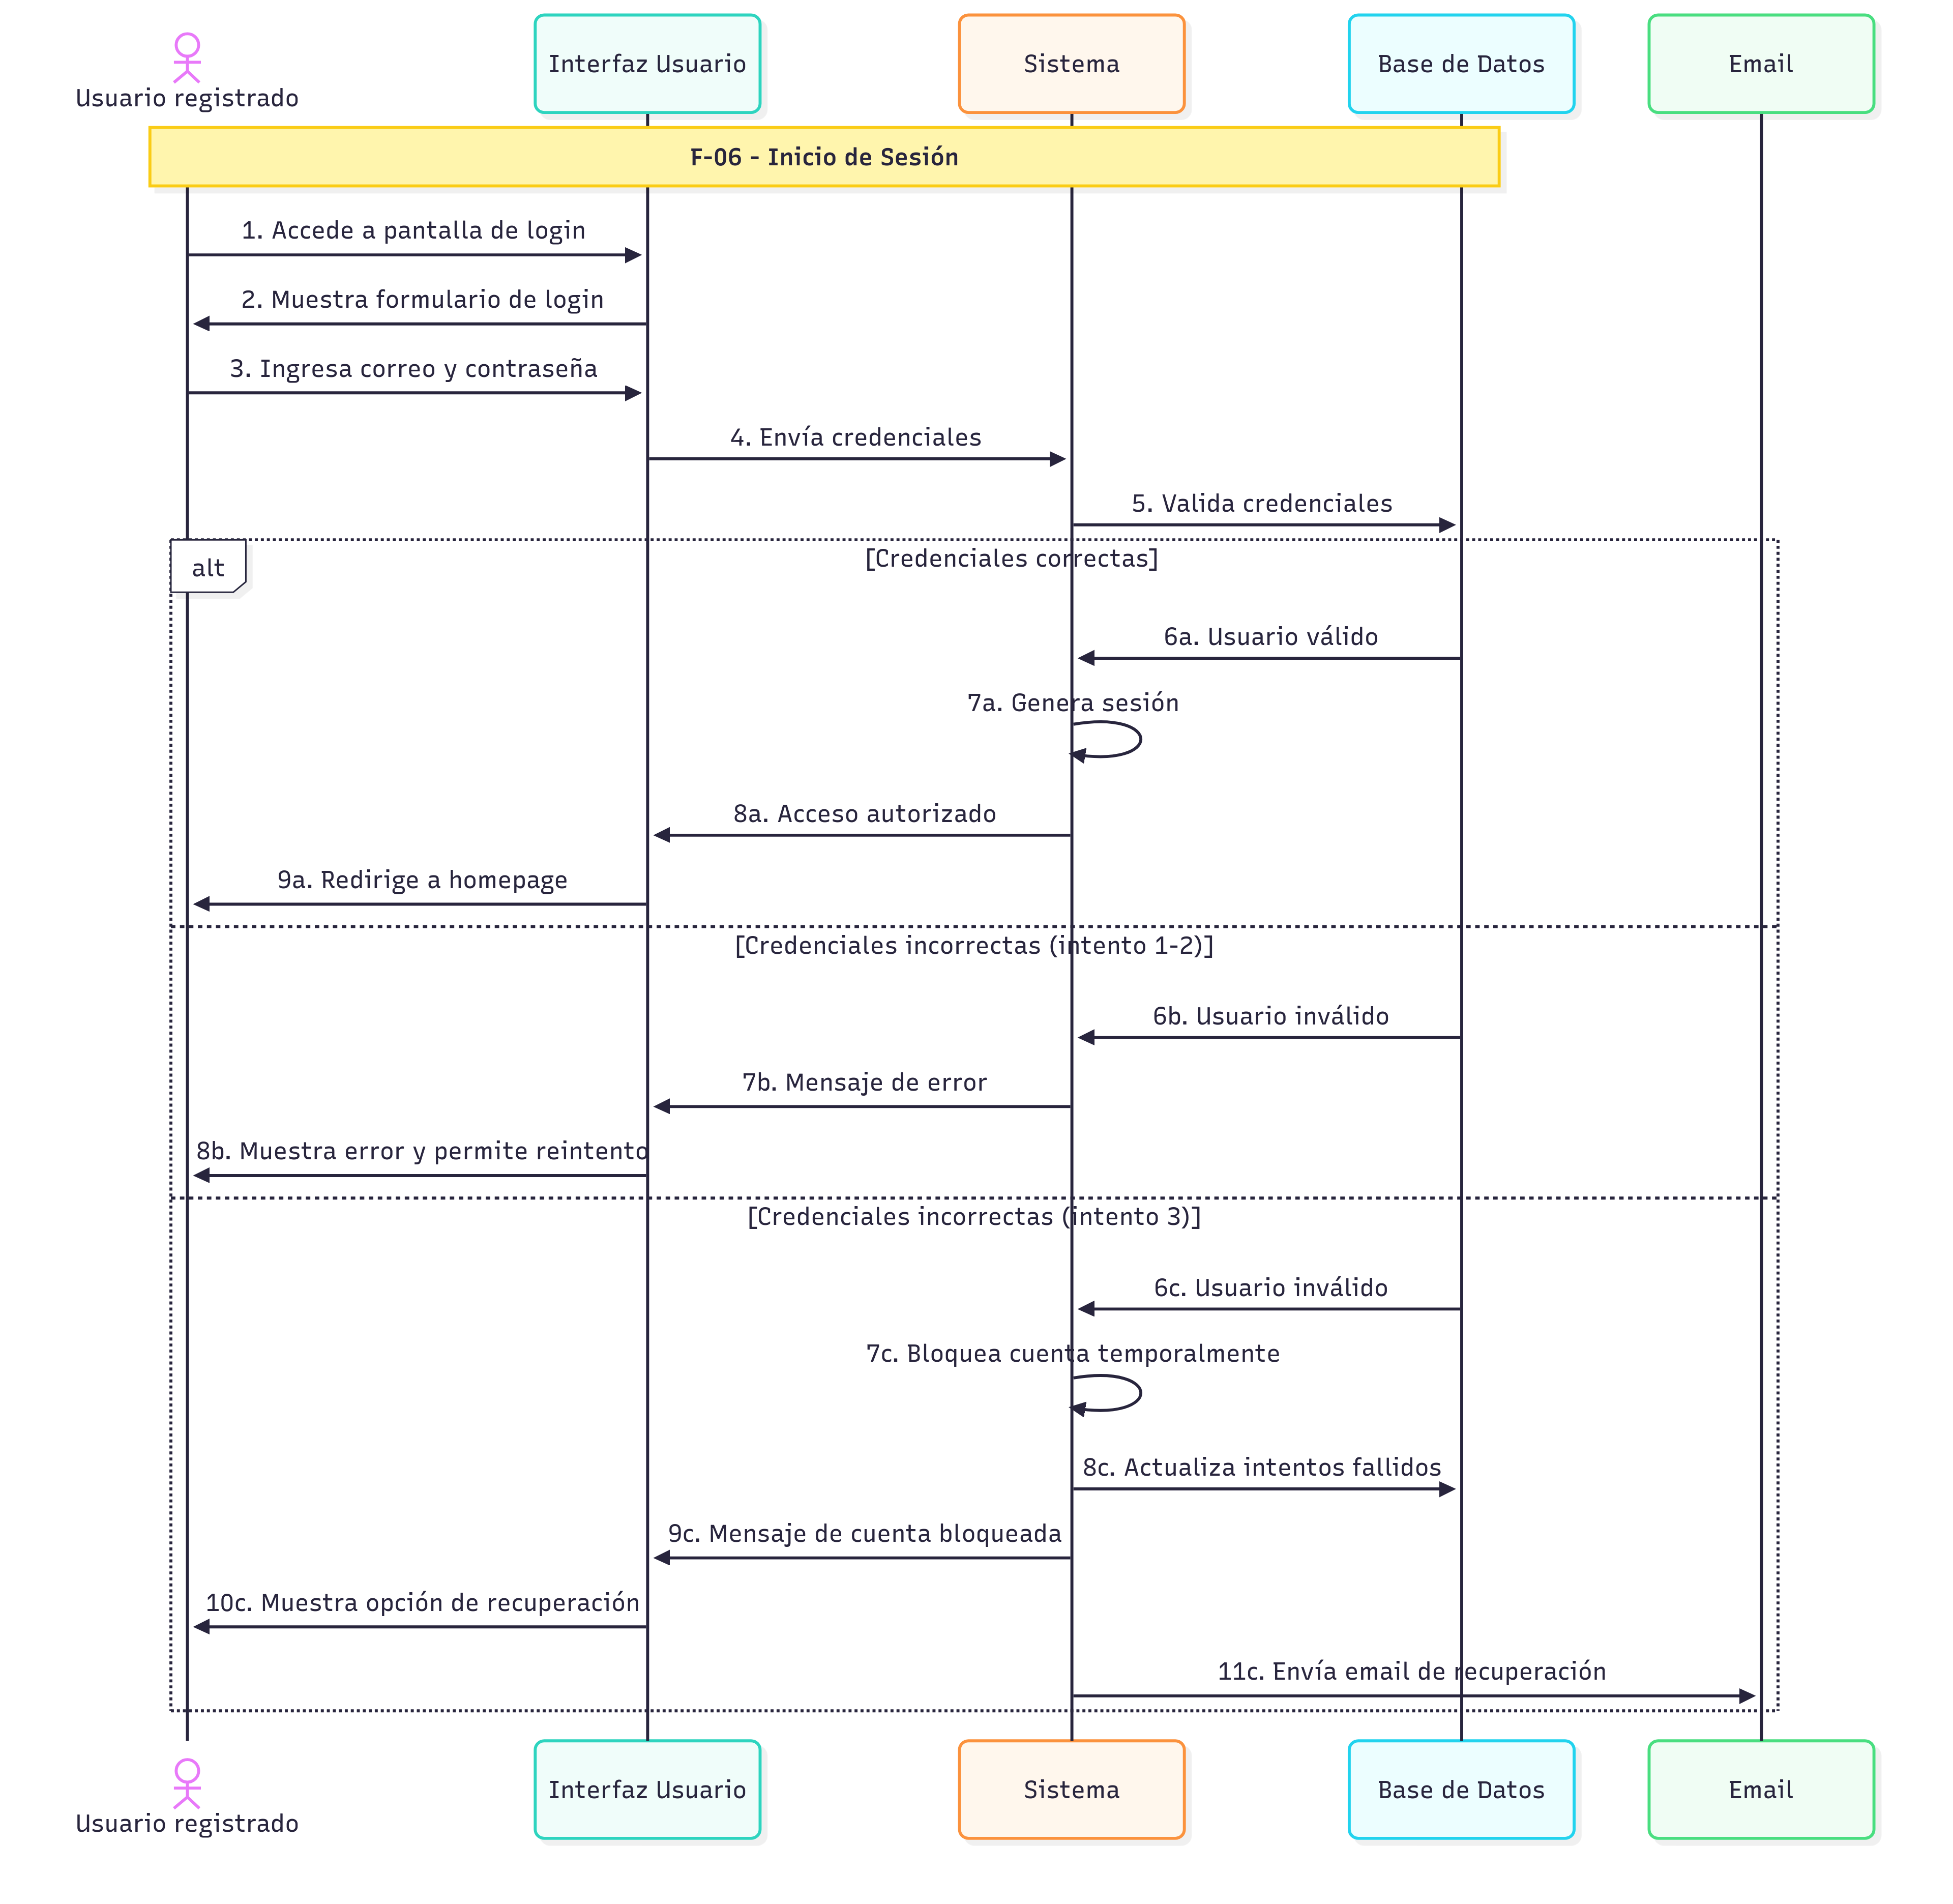 Usuario registrado
Interfaz Usuario
Sistema
Base de Datos
Email
F-06 - Inicio de Sesión
1. Accede a pantalla de login
2. Muestra formulario de login
3. Ingresa correo y contraseña
4. Envía credenciales
5. Valida credenciales
alt
[Credenciales correctas]
6a. Usuario válido
7a. Genera sesión
8a. Acceso autorizado
9a. Redirige a homepage
[Credenciales incorrectas (intento 1-2)]
6b. Usuario inválido
7b. Mensaje de error
8b. Muestra error y permite reintento
[Credenciales incorrectas (intento 3)]
6c. Usuario inválido
7c. Bloquea cuenta temporalmente
8c. Actualiza intentos fallidos
9c. Mensaje de cuenta bloqueada
10c. Muestra opción de recuperación
11c. Envía email de recuperación
Usuario registrado
Interfaz Usuario
Sistema
Base de Datos
Email